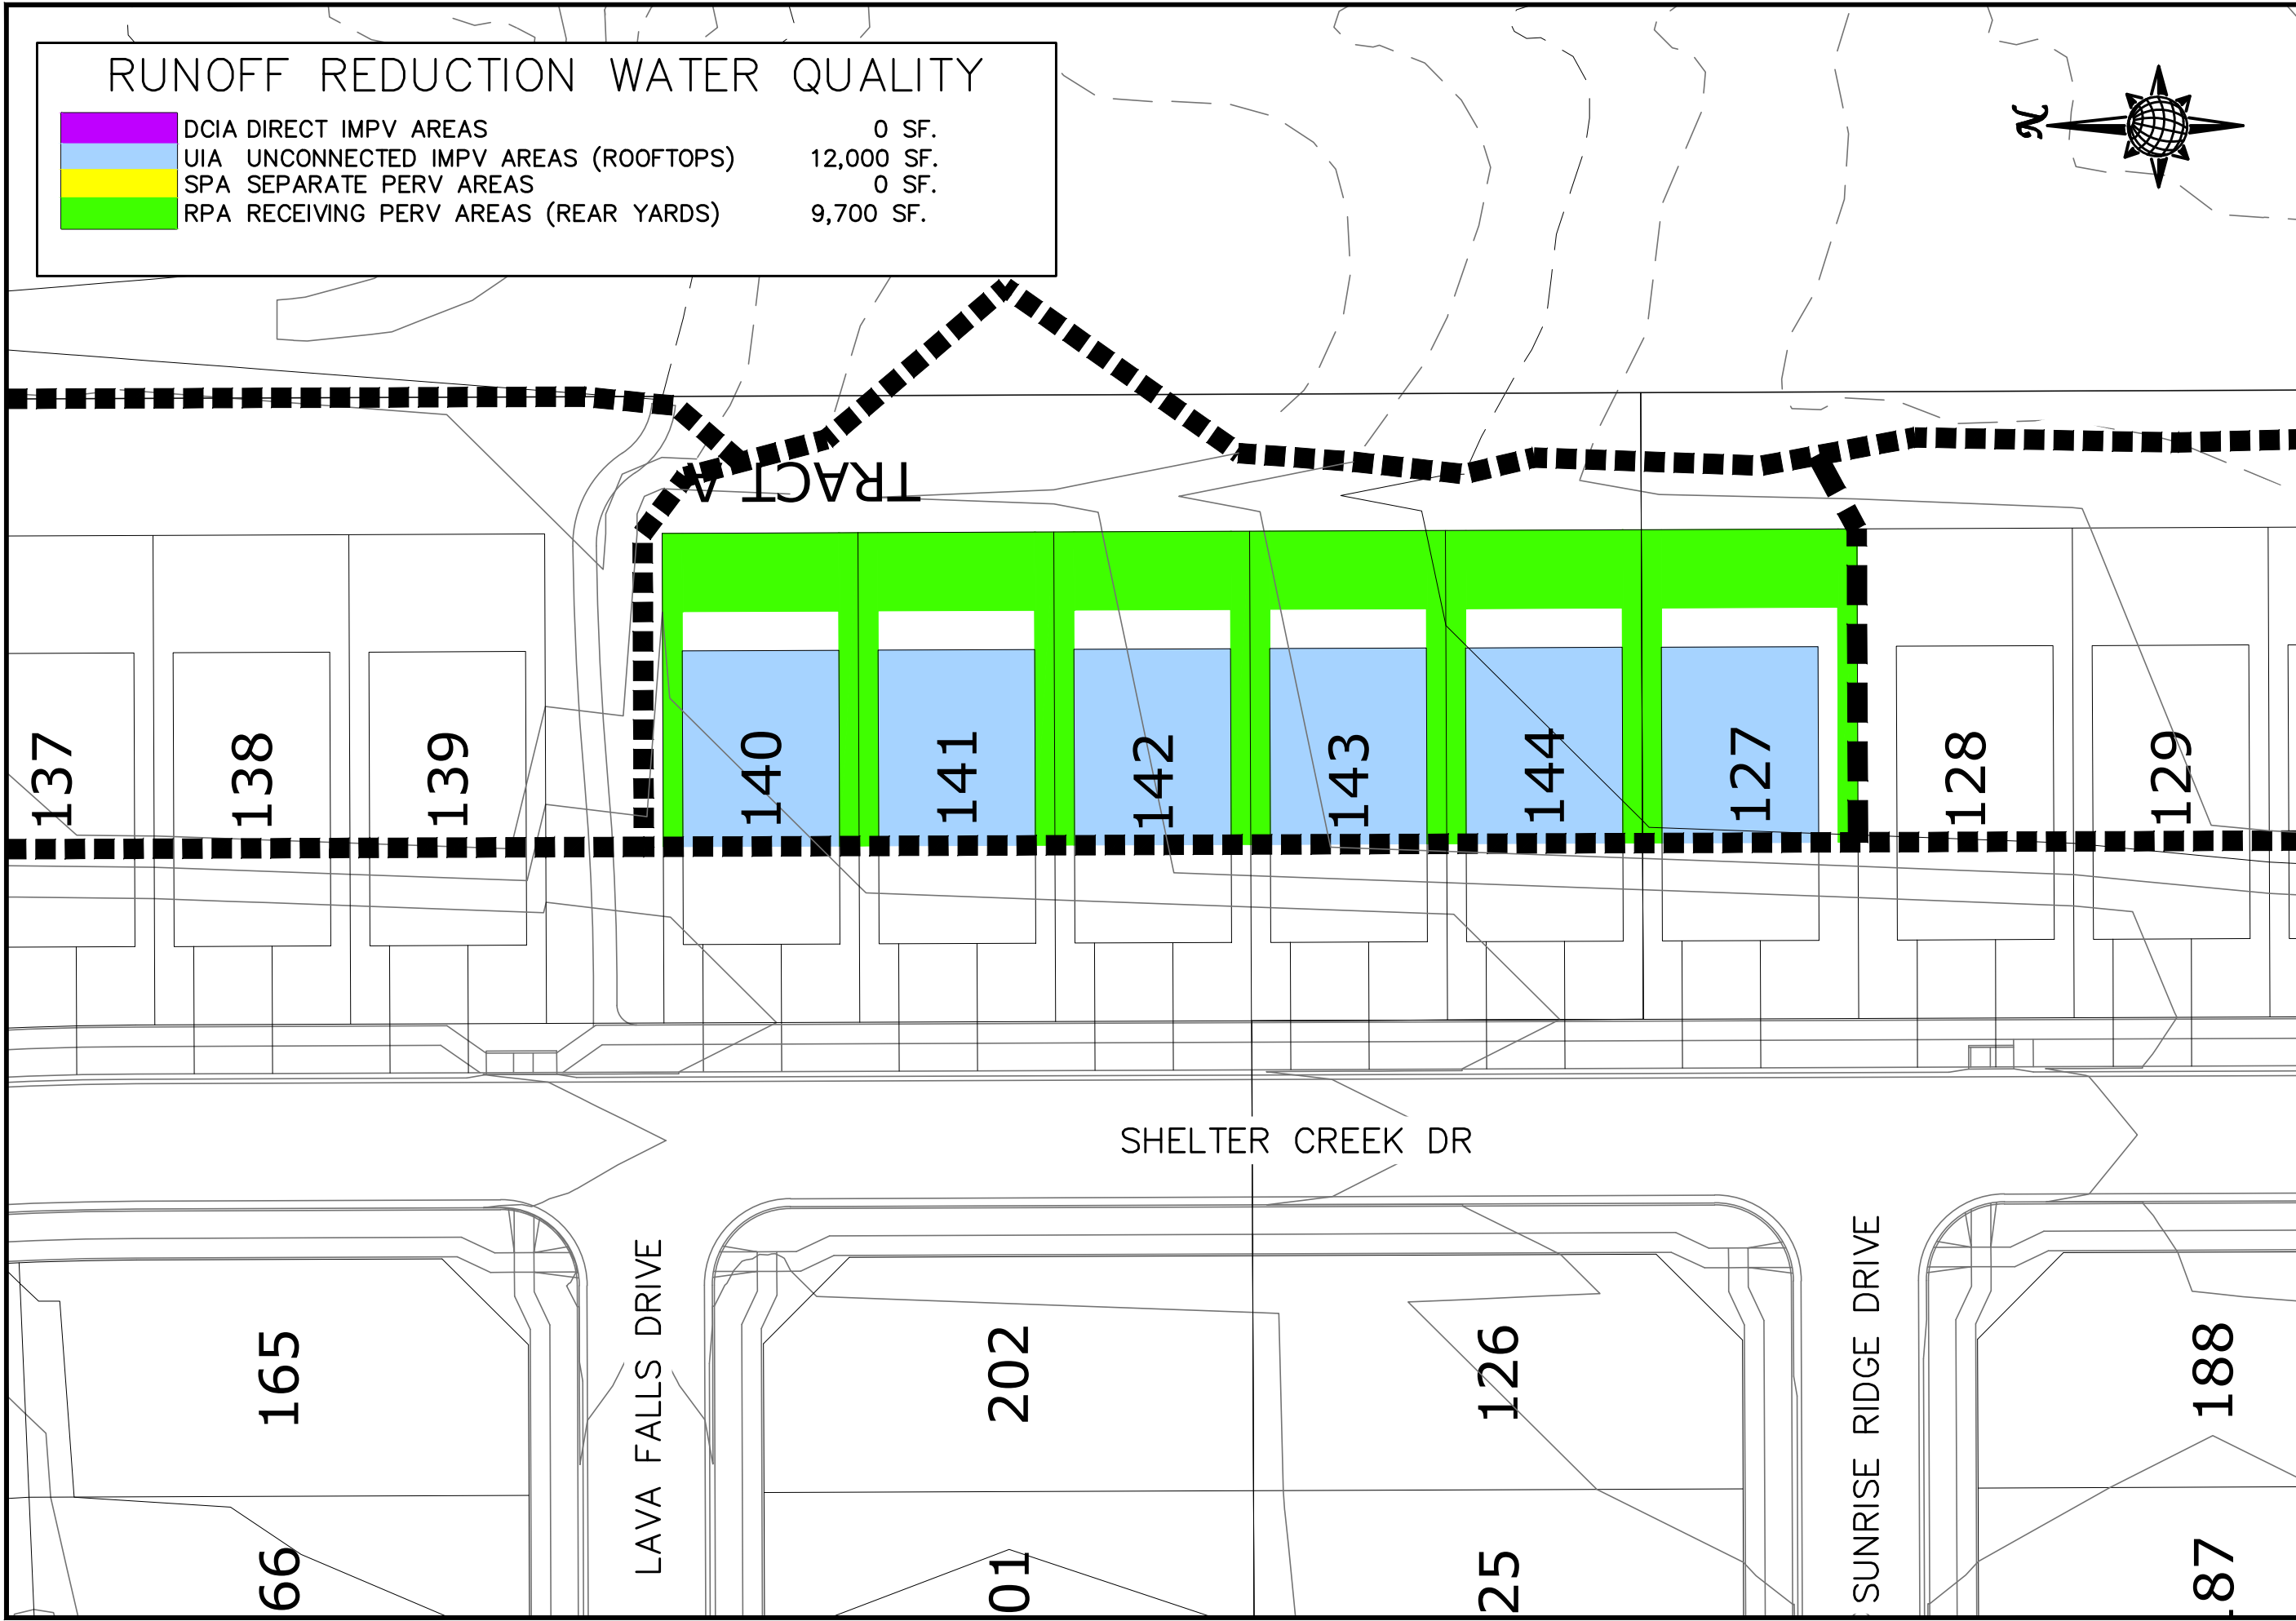 RUNOFF REDUCTION WATER QUALITY
DCIA DIRECT IMPV AREAS 0 SF.
UIA UNCONNECTED IMPV AREAS (ROOFTOPS) 12,000 SF.
SPA SEPARATE PERV AREAS 0 SF.
RPA RECEIVING PERV AREAS (REAR YARDS) 9,700 SF.
N
TRACT A
137
138
139
140
141
142
143
144
127
128
129
SHELTER CREEK DR
LAVA FALLS DRIVE
SUNRISE RIDGE DRIVE
165
202
126
188
66
01
25
87